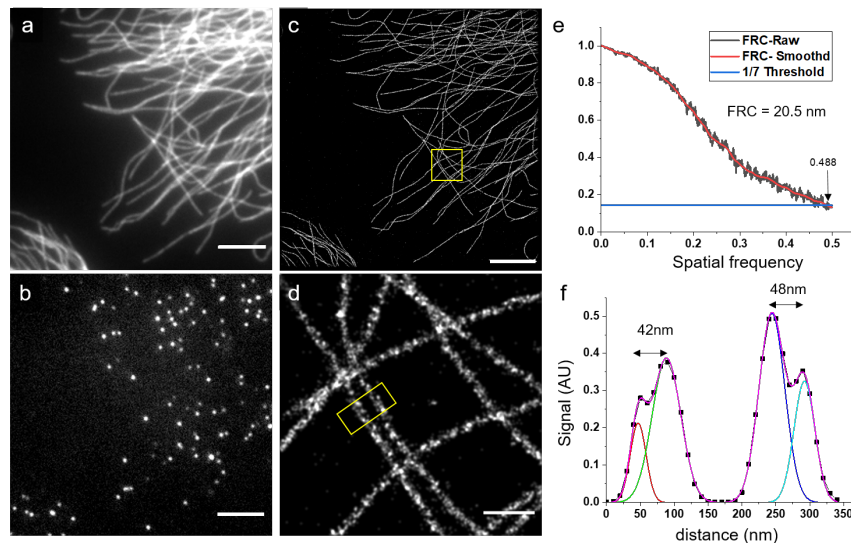 a
c
e
FRC-Raw
FRC- Smoothd
1/7 Threshold
1.0
0.8
0.6
0.4
0.2
0.0
FRC = 20.5 nm
0.488
0.0 0.1 0.2 0.3 0.4 0.5
Spatial frequency
b
d
f
42nm
48nm
Signal (AU)
0.5
0.4
0.3
0.2
0.1
0.0
0 50 100 150 200 250 300 350
distance (nm)